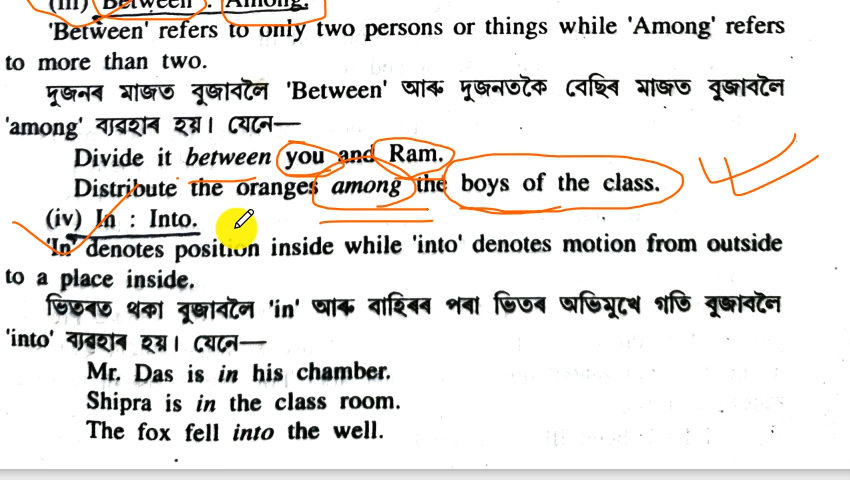 (iii) Between : Among.
'Between' refers to only two persons or things while 'Among' refers
to more than two.
দুজনৰ মাজত বুজাবলৈ 'Between' আৰু দুজনতকৈ বেছিৰ মাজত বুজাবলৈ
'among' ব্যৱহাৰ হয়। যেনে—
Divide it between you and Ram.
Distribute the oranges among the boys of the class.
(iv) In : Into.
'In' denotes position inside while 'into' denotes motion from outside
to a place inside.
ভিতৰত থকা বুজাবলৈ 'in' আৰু বাহিৰৰ পৰা ভিতৰ অভিমুখে গতি বুজাবলৈ
'into' ব্যৱহাৰ হয়। যেনে—
Mr. Das is in his chamber.
Shipra is in the class room.
The fox fell into the well.